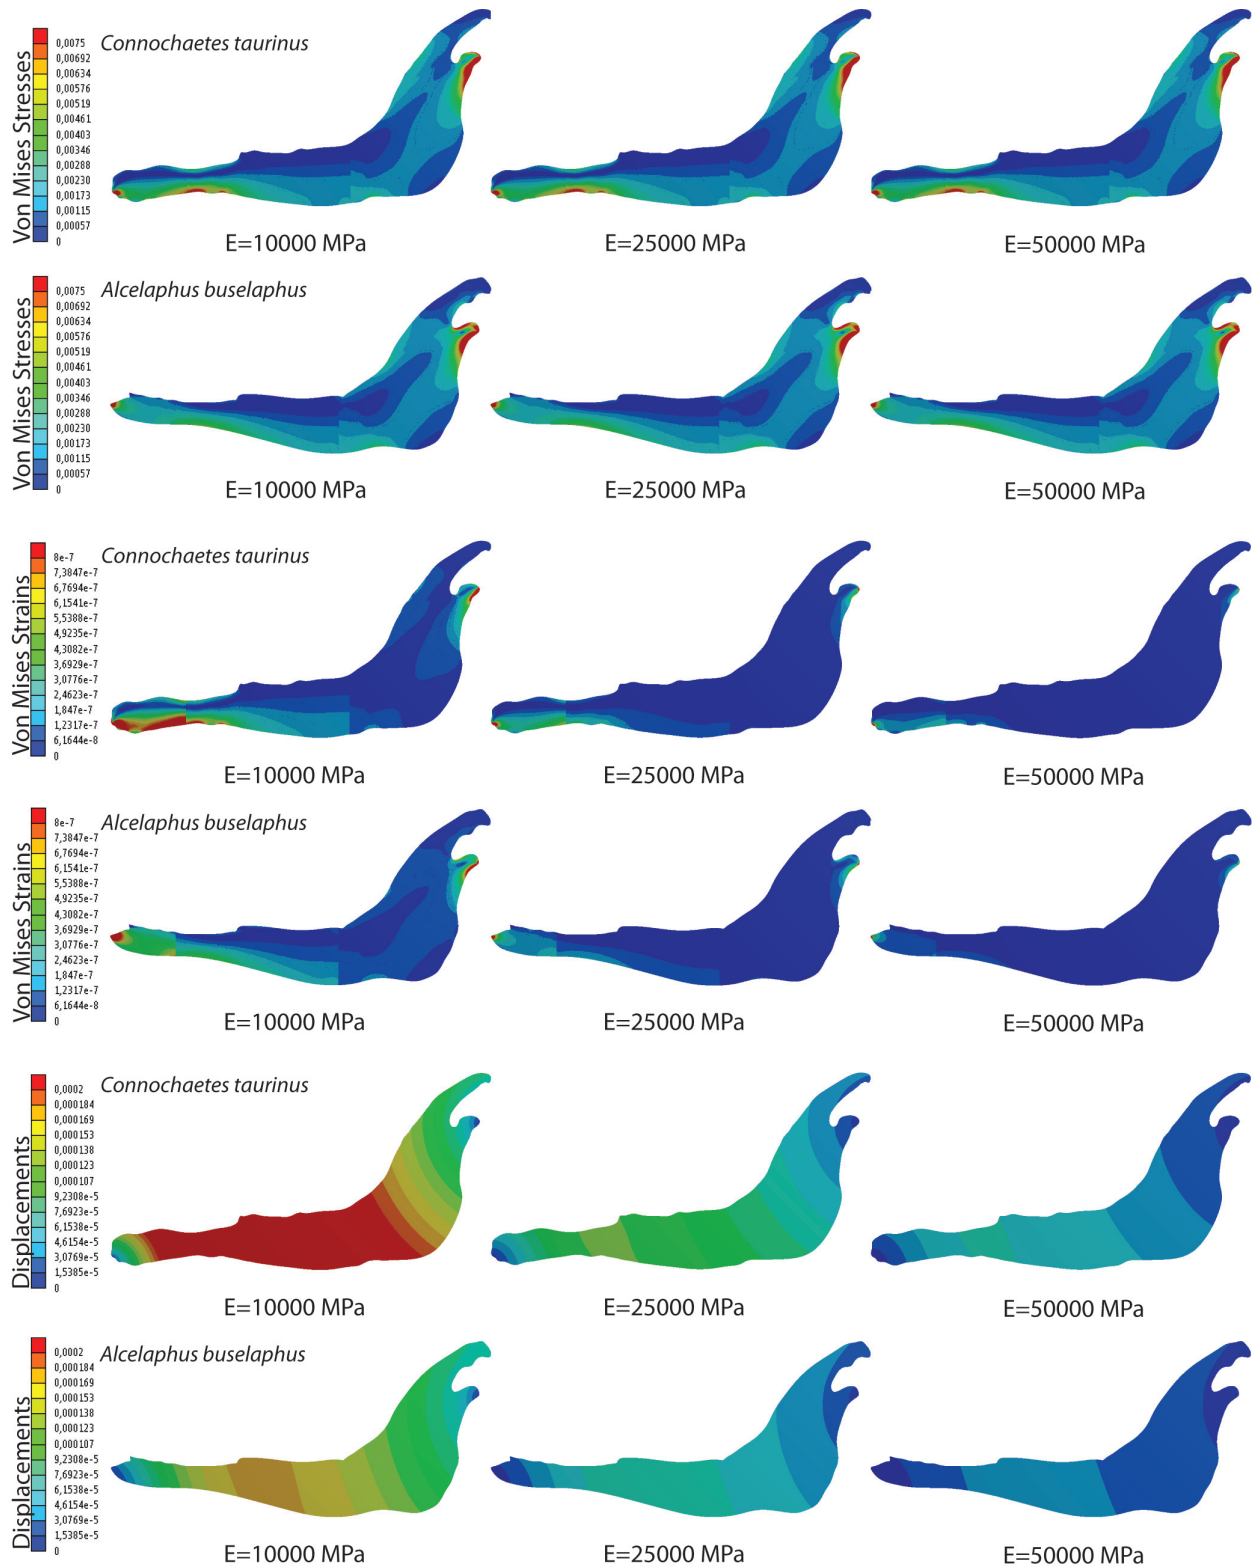 Connochaetes taurinus
Von Mises Stresses
0,0075
0,00692
0,00634
0,00576
0,00519
0,00461
0,00403
0,00346
0,00288
0,00230
0,00173
0,00115
0,00057
0
E=10000 MPa
E=25000 MPa
E=50000 MPa
Alcelaphus buselaphus
Von Mises Stresses
0,0075
0,00692
0,00634
0,00576
0,00519
0,00461
0,00403
0,00346
0,00288
0,00230
0,00173
0,00115
0,00057
0
E=10000 MPa
E=25000 MPa
E=50000 MPa
Connochaetes taurinus
Von Mises Strains
8e-7
7,3847e-7
6,7694e-7
6,1541e-7
5,5388e-7
4,9235e-7
4,3082e-7
3,6929e-7
3,0776e-7
2,4623e-7
1,847e-7
1,2317e-7
6,1644e-8
0
E=10000 MPa
E=25000 MPa
E=50000 MPa
Alcelaphus buselaphus
Von Mises Strains
8e-7
7,3847e-7
6,7694e-7
6,1541e-7
5,5388e-7
4,9235e-7
4,3082e-7
3,6929e-7
3,0776e-7
2,4623e-7
1,847e-7
1,2317e-7
6,1644e-8
0
E=10000 MPa
E=25000 MPa
E=50000 MPa
Connochaetes taurinus
Displacements
0,0002
0,000184
0,000169
0,000153
0,000138
0,000123
0,000107
9,2308e-5
7,6923e-5
6,1538e-5
4,6154e-5
3,0769e-5
1,5385e-5
0
E=10000 MPa
E=25000 MPa
E=50000 MPa
Alcelaphus buselaphus
Displacements
0,0002
0,000184
0,000169
0,000153
0,000138
0,000123
0,000107
9,2308e-5
7,6923e-5
6,1538e-5
4,6154e-5
3,0769e-5
1,5385e-5
0
E=10000 MPa
E=25000 MPa
E=50000 MPa